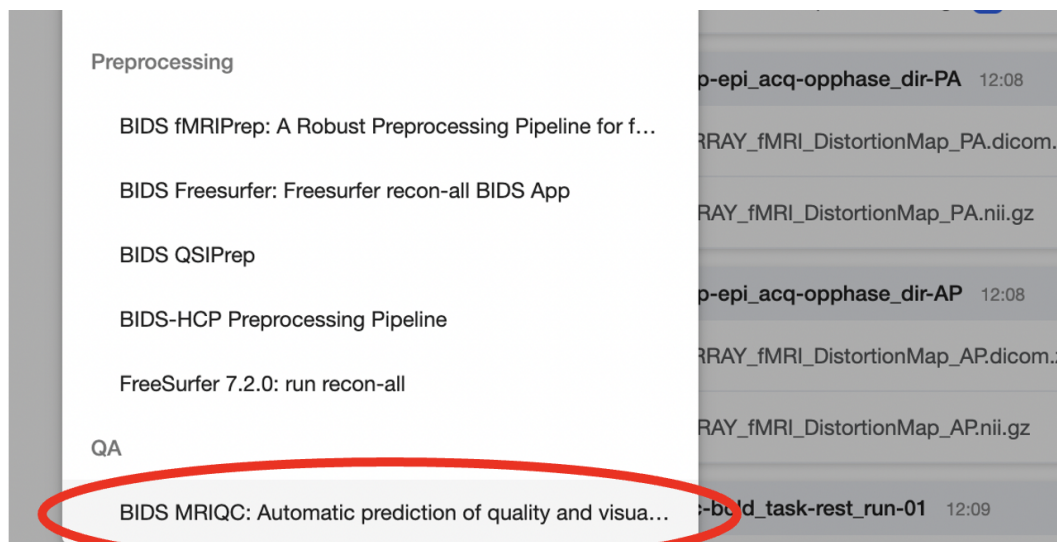 Preprocessing
BIDS fMRIPrep: A Robust Preprocessing Pipeline for f...
BIDS Freesurfer: Freesurfer recon-all BIDS App
BIDS QSIPrep
BIDS-HCP Preprocessing Pipeline
FreeSurfer 7.2.0: run recon-all
QA
BIDS MRIQC: Automatic prediction of quality and visua...
p-epi_acq-opphase_dir-PA 12:08
RRAY_fMRI_DistortionMap_PA.dicom.
RAY_fMRI_DistortionMap_PA.nii.gz
p-epi_acq-opphase_dir-AP 12:08
RRAY_fMRI_DistortionMap_AP.dicom.
RAY_fMRI_DistortionMap_AP.nii.gz
-bold_task-rest_run-01 12:09